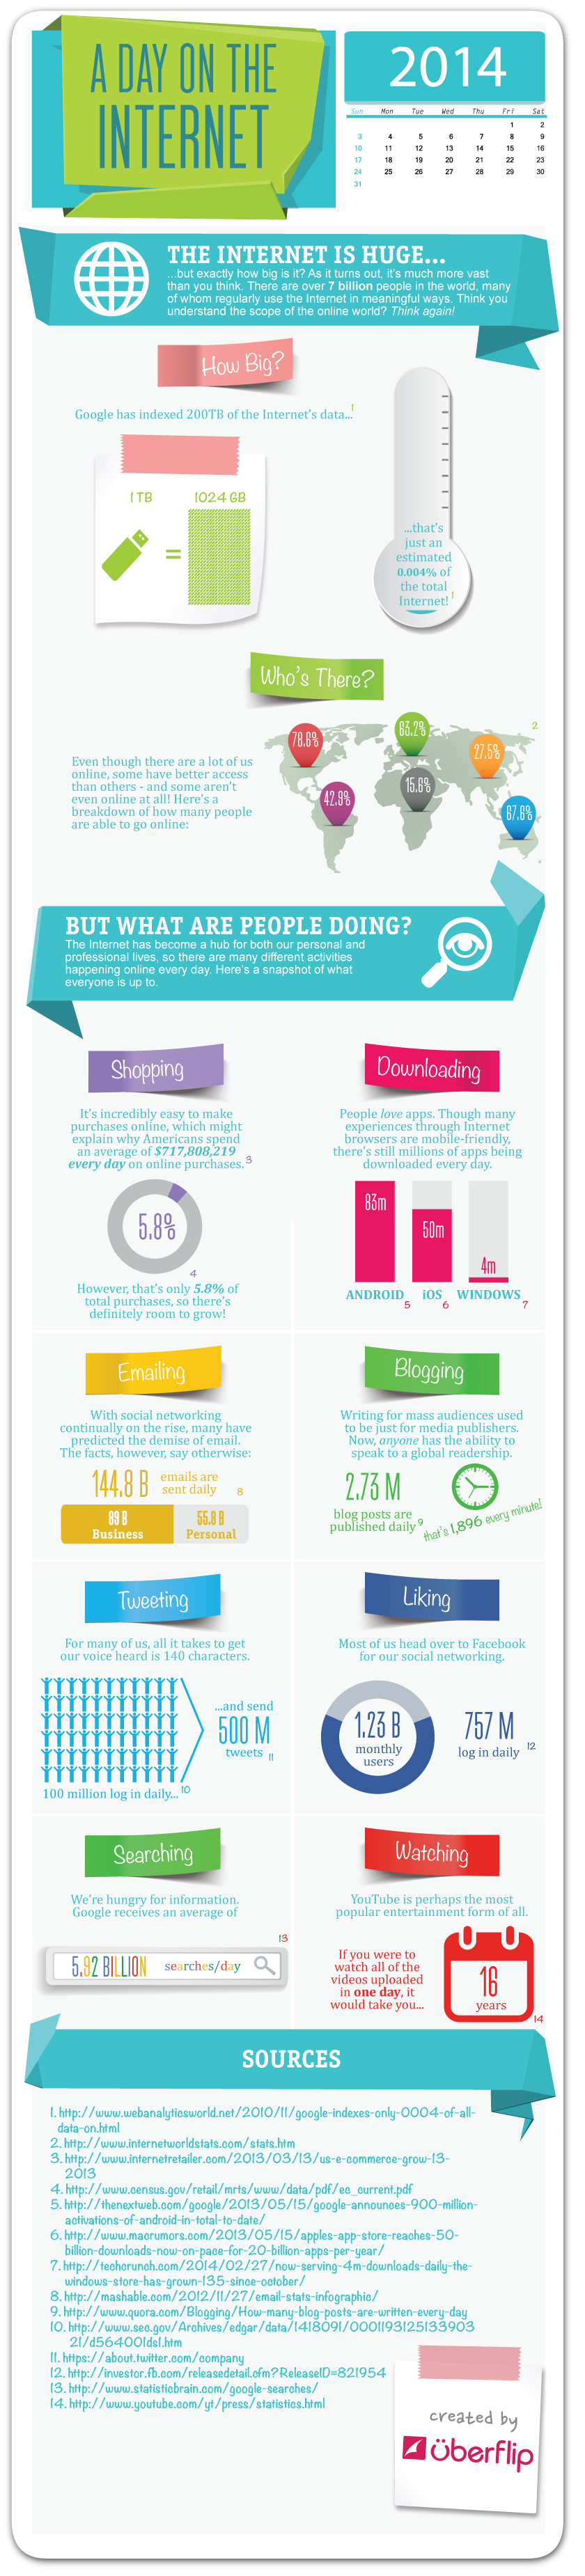 A DAY ON THE
INTERNET
2014
Sun Mon Tue Wed Thu Fri Sat
1 2
3 4 5 6 7 8 9
10 11 12 13 14 15 16
17 18 19 20 21 22 23
24 25 26 27 28 29 30
31
THE INTERNET IS HUGE...
...but exactly how big is it? As it turns out, it's much more vast
than you think. There are over 7 billion people in the world, many
of whom regularly use the Internet in meaningful ways. Think you
understand the scope of the online world? Think again!
How Big?
Google has indexed 200TB of the Internet's data... 1
1 TB
1024 GB
=
...that's
just an
estimated
0.004% of
the total
Internet! 1
Who's There?
2
Even though there are a lot of us
online, some have better access
than others - and some aren't
even online at all! Here's a
breakdown of how many people
are able to go online:
78.6%
63.2%
27.5%
42.9%
15.6%
67.6%
BUT WHAT ARE PEOPLE DOING?
The Internet has become a hub for both our personal and
professional lives, so there are many different activities
happening online every day. Here's a snapshot of what
everyone is up to.
Shopping
It's incredibly easy to make
purchases online, which might
explain why Americans spend
an average of $717,808,219
every day on online purchases. 3
5.8%
4
However, that's only 5.8% of
total purchases, so there's
definitely room to grow!
Downloading
People love apps. Though many
experiences through Internet
browsers are mobile-friendly,
there's still millions of apps being
downloaded every day.
83m
50m
4m
ANDROID 5 iOS 6 WINDOWS 7
Emailing
With social networking
continually on the rise, many have
predicted the demise of email.
The facts, however, say otherwise:
144.8 B
emails are
sent daily 8
89 B
Business
55.8 B
Personal
Blogging
Writing for mass audiences used
to be just for media publishers.
Now, anyone has the ability to
speak to a global readership.
2.73 M
blog posts are
published daily 9
that's 1,896 every minute!
Tweeting
For many of us, all it takes to get
our voice heard is 140 characters.
100 million log in daily... 10
...and send
500 M
tweets 11
Liking
Most of us head over to Facebook
for our social networking.
1.23 B
monthly
users
757 M
log in daily 12
Searching
We're hungry for information.
Google receives an average of
13
5.92 BILLION searches/day
Watching
YouTube is perhaps the most
popular entertainment form of all.
If you were to
watch all of the
videos uploaded
in one day, it
would take you...
16
years
14
SOURCES
1. http://www.webanalyticsworld.net/2010/11/google-indexes-only-0004-of-all-
data-on.html
2. http://www.internetworldstats.com/stats.htm
3. http://www.internetretailer.com/2013/03/13/us-e-commerce-grow-13-
2013
4. http://www.census.gov/retail/mrts/www/data/pdf/ec_current.pdf
5. http://thenextweb.com/google/2013/05/15/google-announces-900-million-
activations-of-android-in-total-to-date/
6. http://www.macrumors.com/2013/05/15/apples-app-store-reaches-50-
billion-downloads-now-on-pace-for-20-billion-apps-per-year/
7. http://techcrunch.com/2014/02/27/now-serving-4m-downloads-daily-the-
windows-store-has-grown-135-since-october/
8. http://mashable.com/2012/11/27/email-stats-infographic/
9. http://www.quora.com/Blogging/How-many-blog-posts-are-written-every-day
10. http://www.sec.gov/Archives/edgar/data/1418091/000119312513390​3
21/d564001ds1.htm
11. https://about.twitter.com/company
12. http://investor.fb.com/releasedetail.cfm?ReleaseID=821954
13. http://www.statisticbrain.com/google-searches/
14. http://www.youtube.com/yt/press/statistics.html
created by
überflip